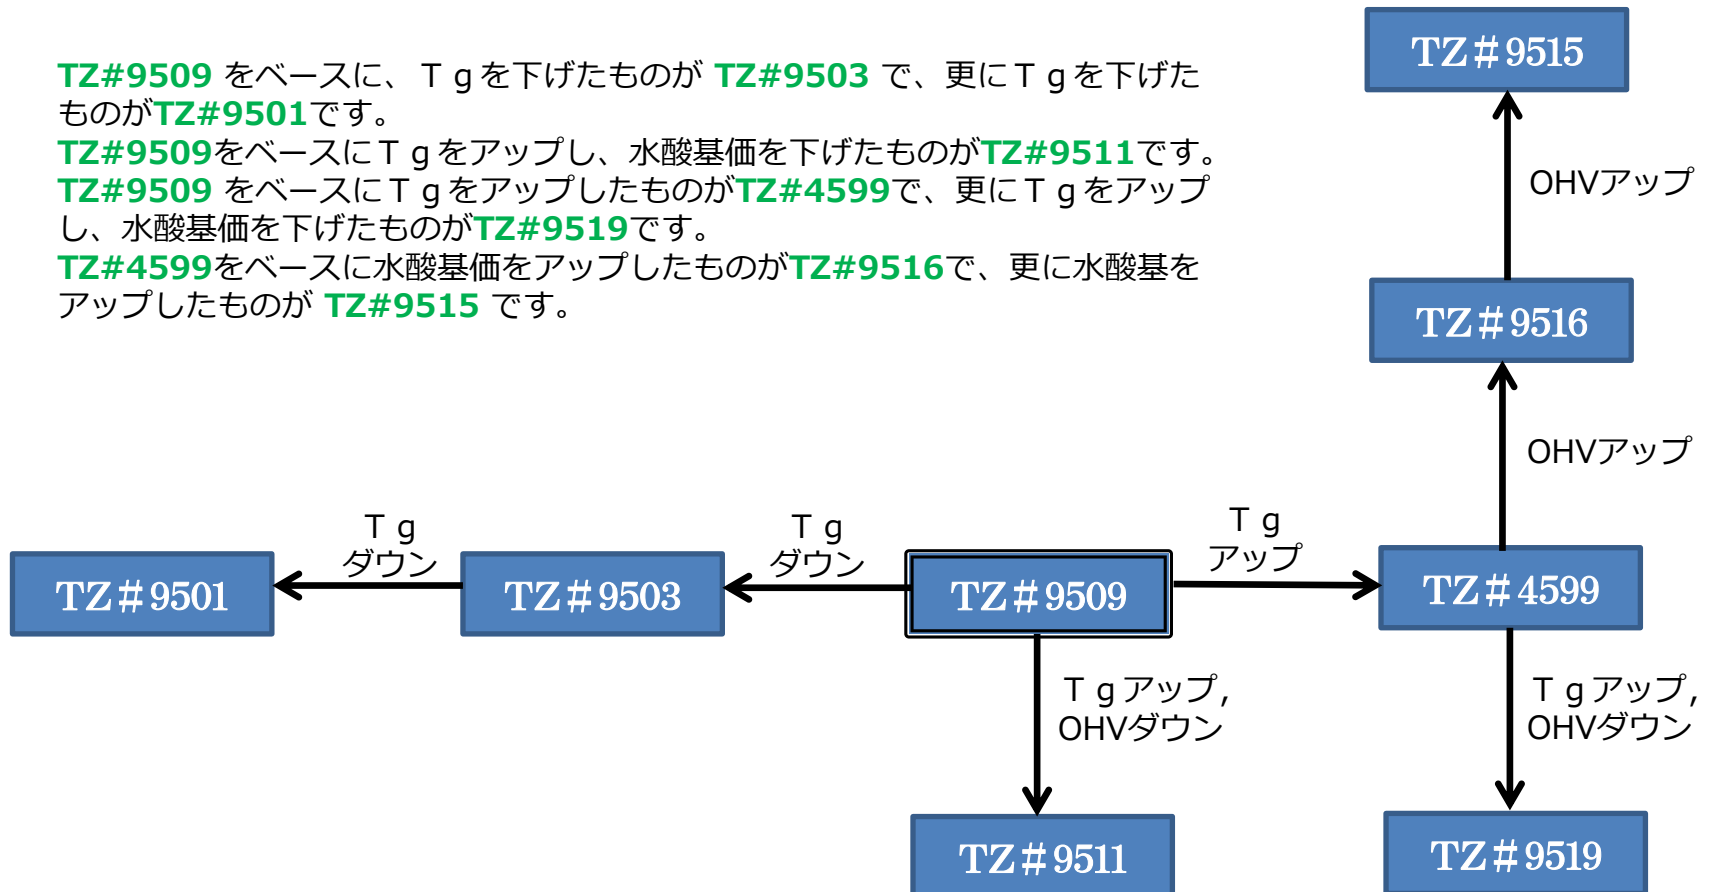 TZ#9515
TZ#9509 をベースに、Ｔｇを下げたものが TZ#9503 で、更にＴｇを下げた
ものがTZ#9501です。
TZ#9509をベースにＴｇをアップし、水酸基価を下げたものがTZ#9511です。
TZ#9509 をベースにＴｇをアップしたものがTZ#4599で、更にＴｇをアップ
し、水酸基価を下げたものがTZ#9519です。
TZ#4599をベースに水酸基価をアップしたものがTZ#9516で、更に水酸基を
アップしたものが TZ#9515 です。
OHVアップ
TZ＃9516
OHVアップ
Ｔｇ
ダウン
Ｔｇ
ダウン
Ｔｇ
アップ
TZ＃9501
TZ＃9503
TZ＃9509
TZ＃4599
Ｔｇアップ,
OHVダウン
Ｔｇアップ,
OHVダウン
TZ＃9511
TZ＃9519